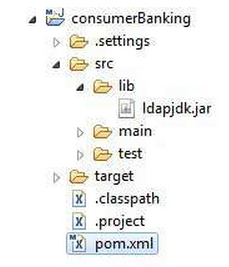 consumerBanking
.settings
src
lib
ldapjdk.jar
main
test
target
.classpath
.project
pom.xml